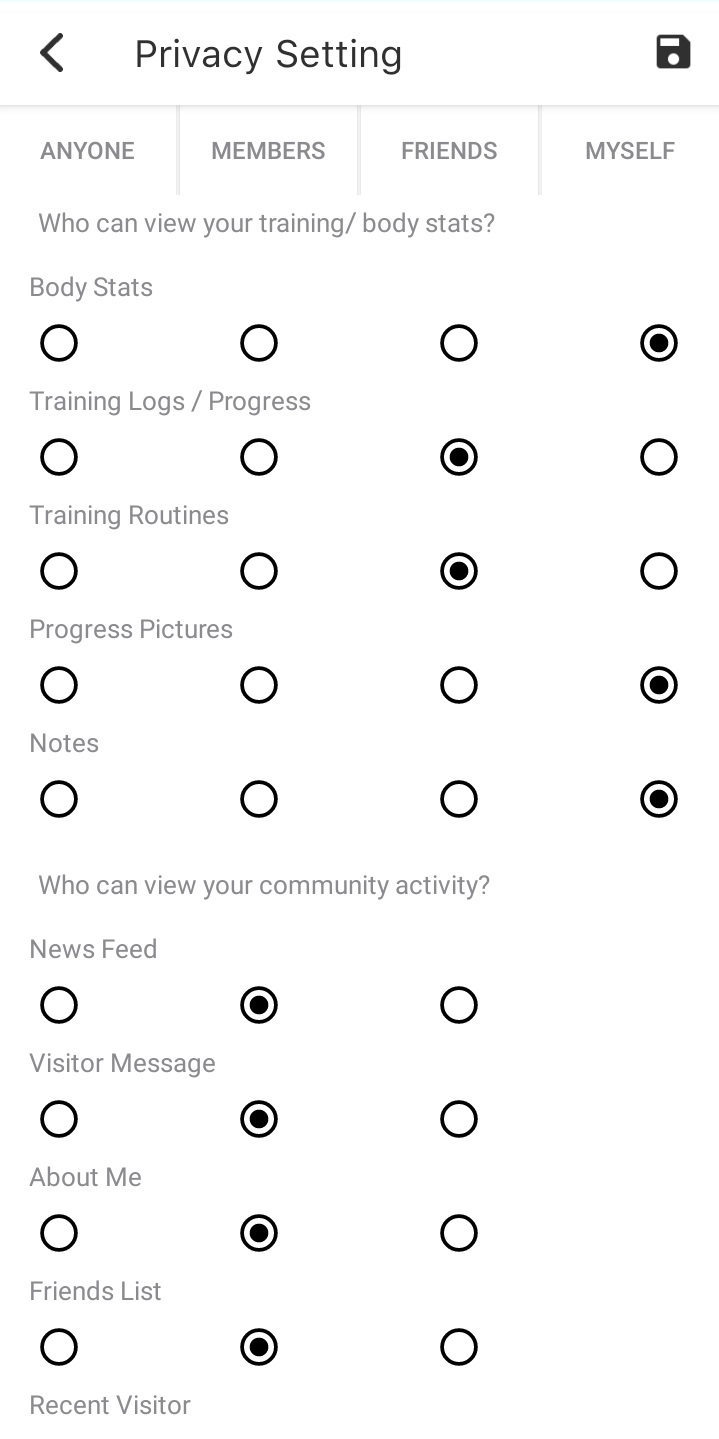 Privacy Setting
ANYONE MEMBERS FRIENDS MYSELF
Who can view your training/ body stats?
Body Stats
Training Logs / Progress
Training Routines
Progress Pictures
Notes
Who can view your community activity?
News Feed
Visitor Message
About Me
Friends List
Recent Visitor